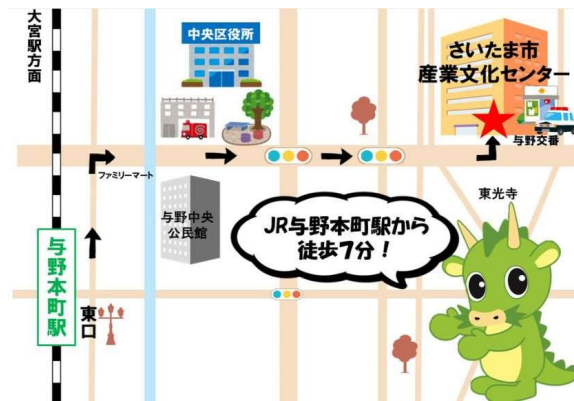 大宮駅方面
中央区役所
さいたま市
産業文化センター
与野交番
ファミリーマート
与野中央
公民館
東光寺
JR与野本町駅から
徒歩7分!
与野本町駅
東口